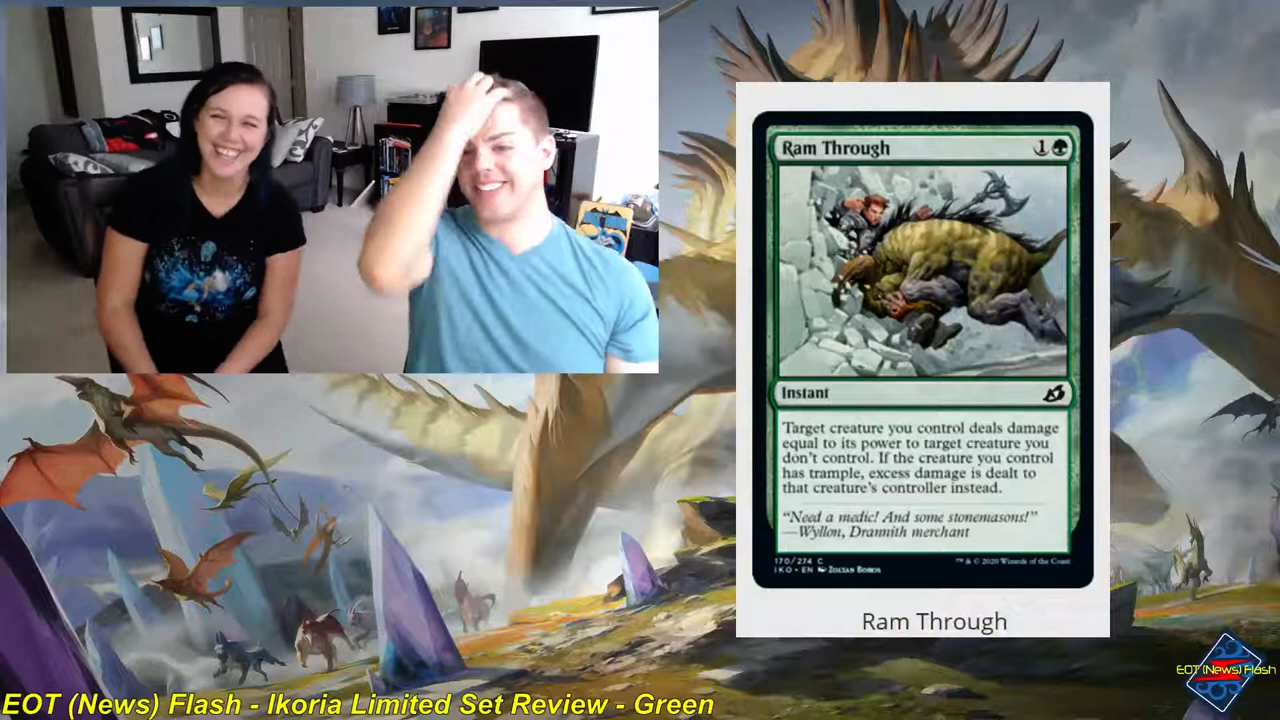 Ram Through 1
Instant
Target creature you control deals damage
equal to its power to target creature you
don't control. If the creature you control
has trample, excess damage is dealt to
that creature's controller instead.
"Need a medic! And some stonemasons!"
—Wyllon, Drannith merchant
170/274 C
IKO • EN Zoltan Boros
™ & © 2020 Wizards of the Coast
Ram Through
EOT (News) Flash
EOT (News) Flash - Ikoria Limited Set Review - Green